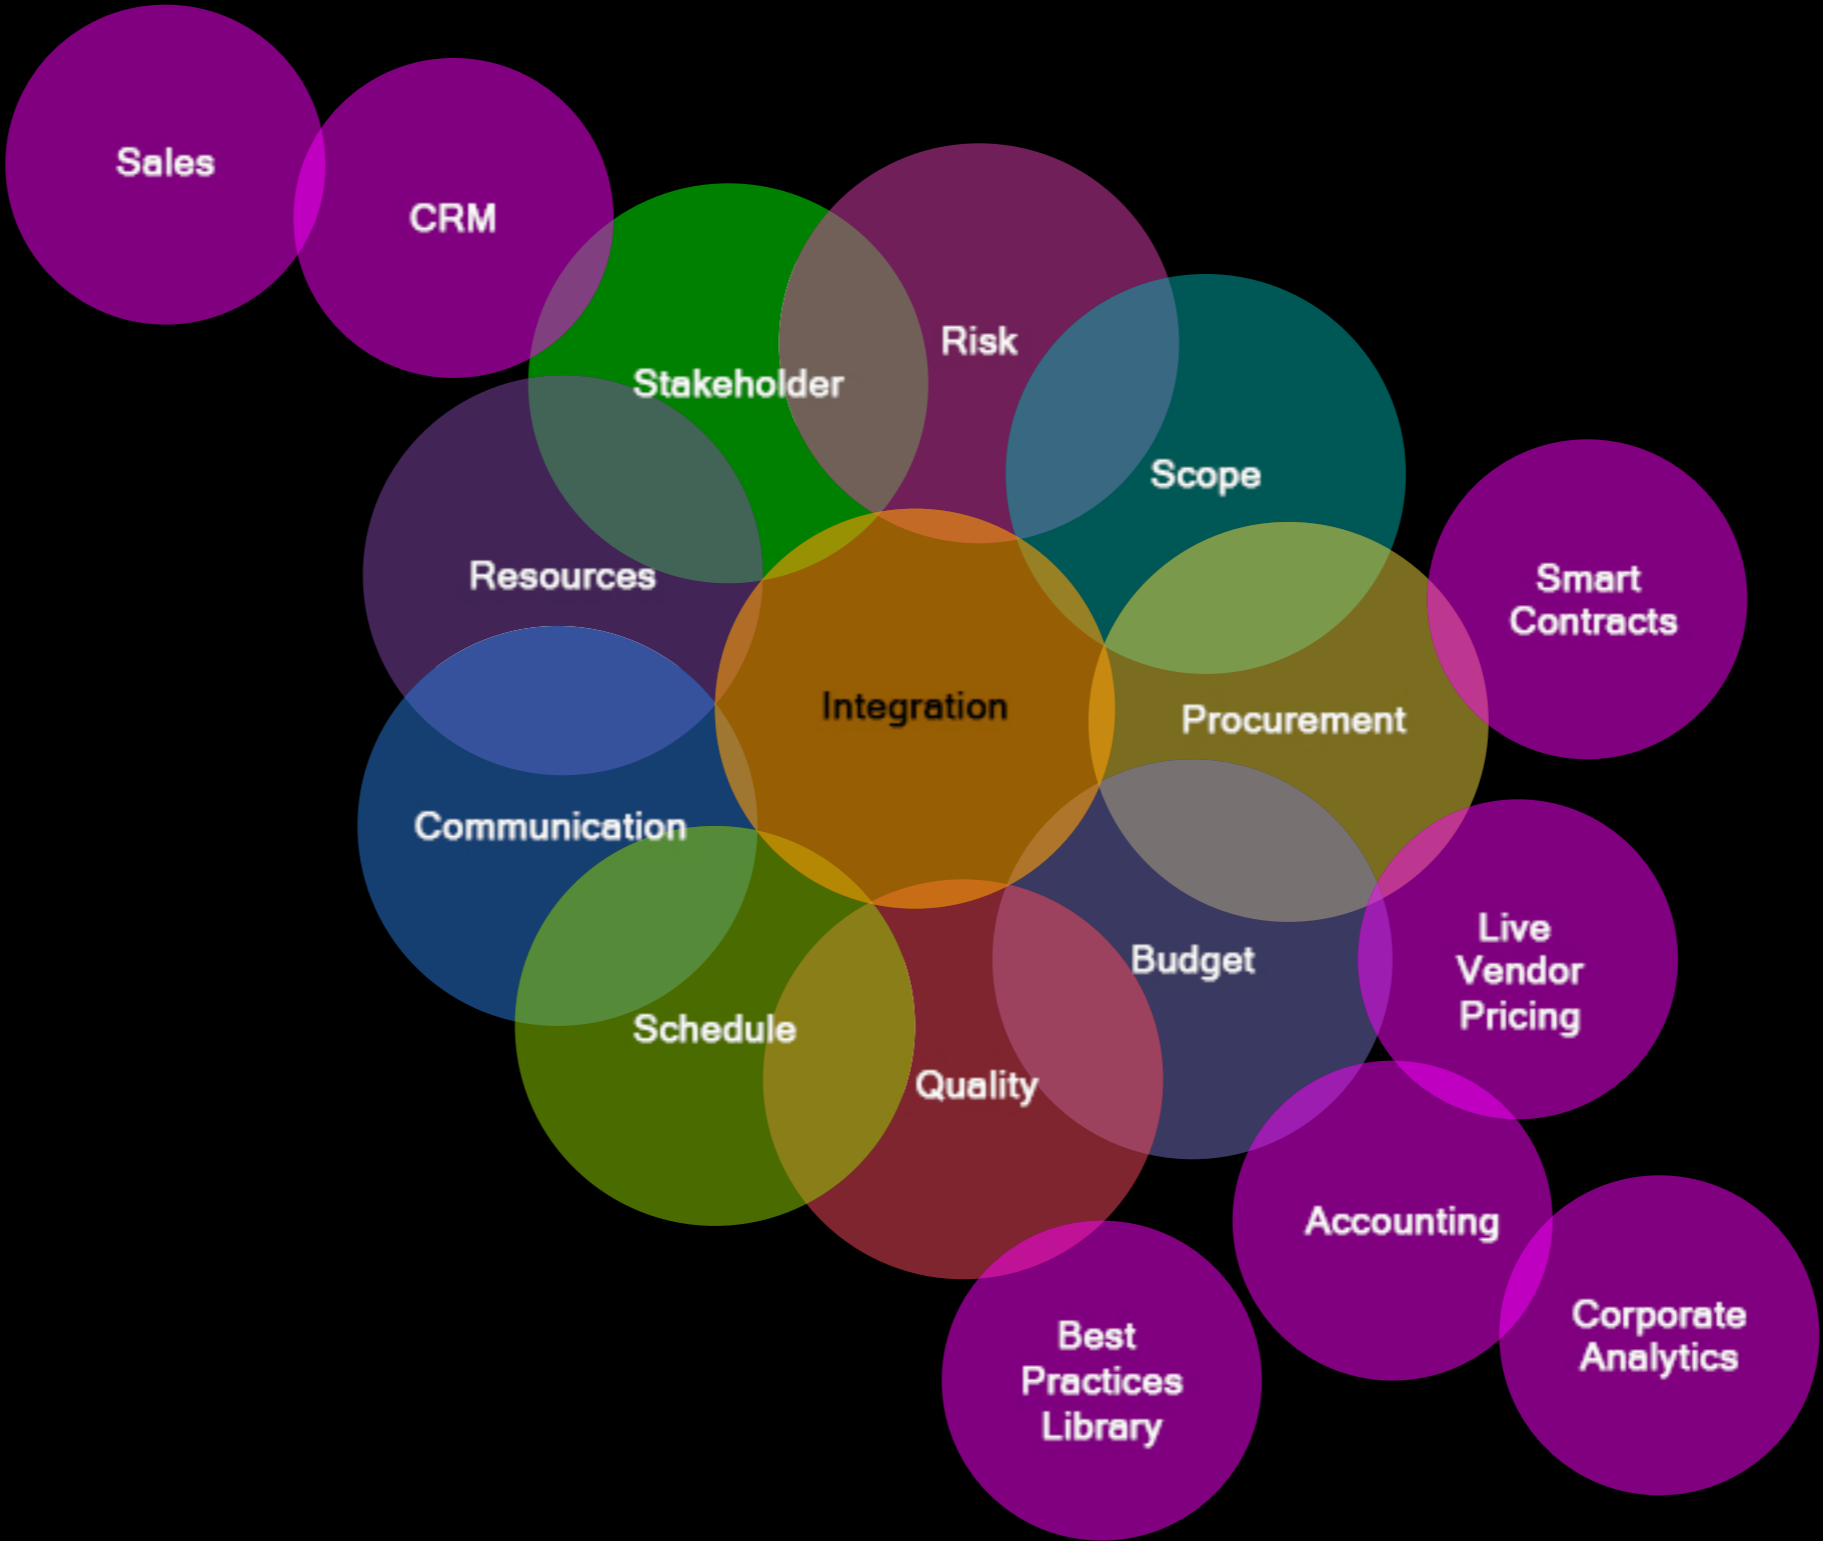 Sales
CRM
Risk
Stakeholder
Scope
Resources
Smart
Contracts
Integration
Procurement
Communication
Live
Vendor
Pricing
Budget
Schedule
Quality
Accounting
Corporate
Analytics
Best
Practices
Library